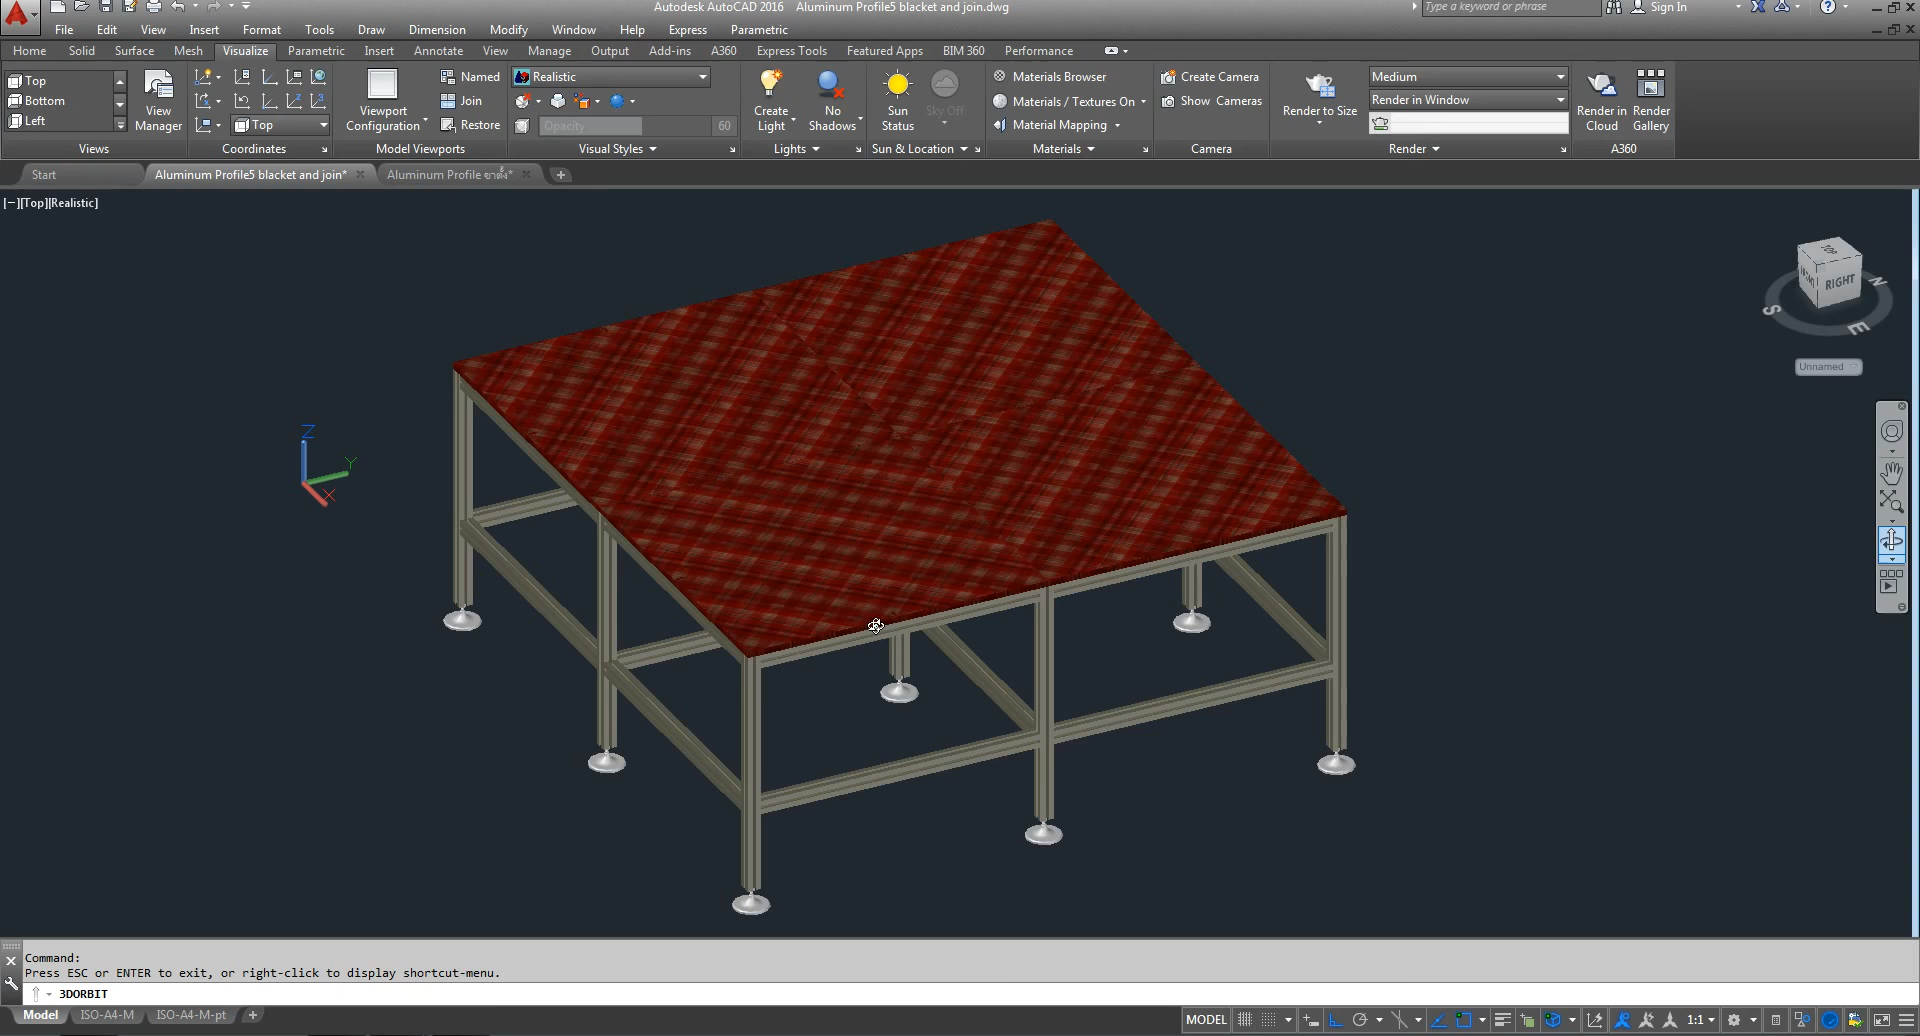 Autodesk AutoCAD 2016 Aluminum Profile5 blacket and join.dwg
Type a keyword or phrase
Sign In
File Edit View Insert Format Tools Draw Dimension Modify Window Help Express Parametric
Home Solid Surface Mesh Visualize Parametric Insert Annotate View Manage Output Add-ins A360 Express Tools Featured Apps BIM 360 Performance
Top
Bottom
Left
View
Manager
Views
Top
Coordinates
Viewport
Configuration
Named
Join
Restore
Model Viewports
Realistic
Opacity 60
Visual Styles
Create
Light
No
Shadows
Lights
Sun
Status
Sky Off
Sun & Location
Materials Browser
Materials / Textures On
Material Mapping
Materials
Create Camera
Show Cameras
Camera
Render to Size
Medium
Render in Window
Render
Render in
Cloud
Render
Gallery
A360
Start
Aluminum Profile5 blacket and join*
Aluminum Profile ขาตั้ง*
[−][Top][Realistic]
TOP
RIGHT
S
E
N
Unnamed
Z
Y
X
Command:
Press ESC or ENTER to exit, or right-click to display shortcut-menu.
3DORBIT
Model ISO-A4-M ISO-A4-M-pt
MODEL
1:1